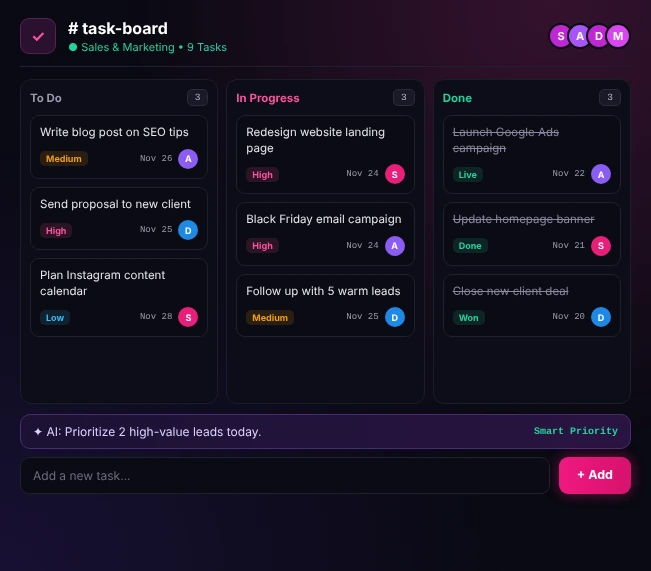 # task-board
Sales & Marketing • 9 Tasks
S A D M
To Do 3
Write blog post on SEO tips
Medium Nov 26 A
Send proposal to new client
High Nov 25 D
Plan Instagram content
calendar
Low Nov 28 S
In Progress 3
Redesign website landing
page
High Nov 24 S
Black Friday email campaign
High Nov 24 A
Follow up with 5 warm leads
Medium Nov 25 D
Done 3
Launch Google Ads
campaign
Live Nov 22 A
Update homepage banner
Done Nov 21 S
Close new client deal
Won Nov 20 D
✦ AI: Prioritize 2 high-value leads today. Smart Priority
Add a new task...
+ Add